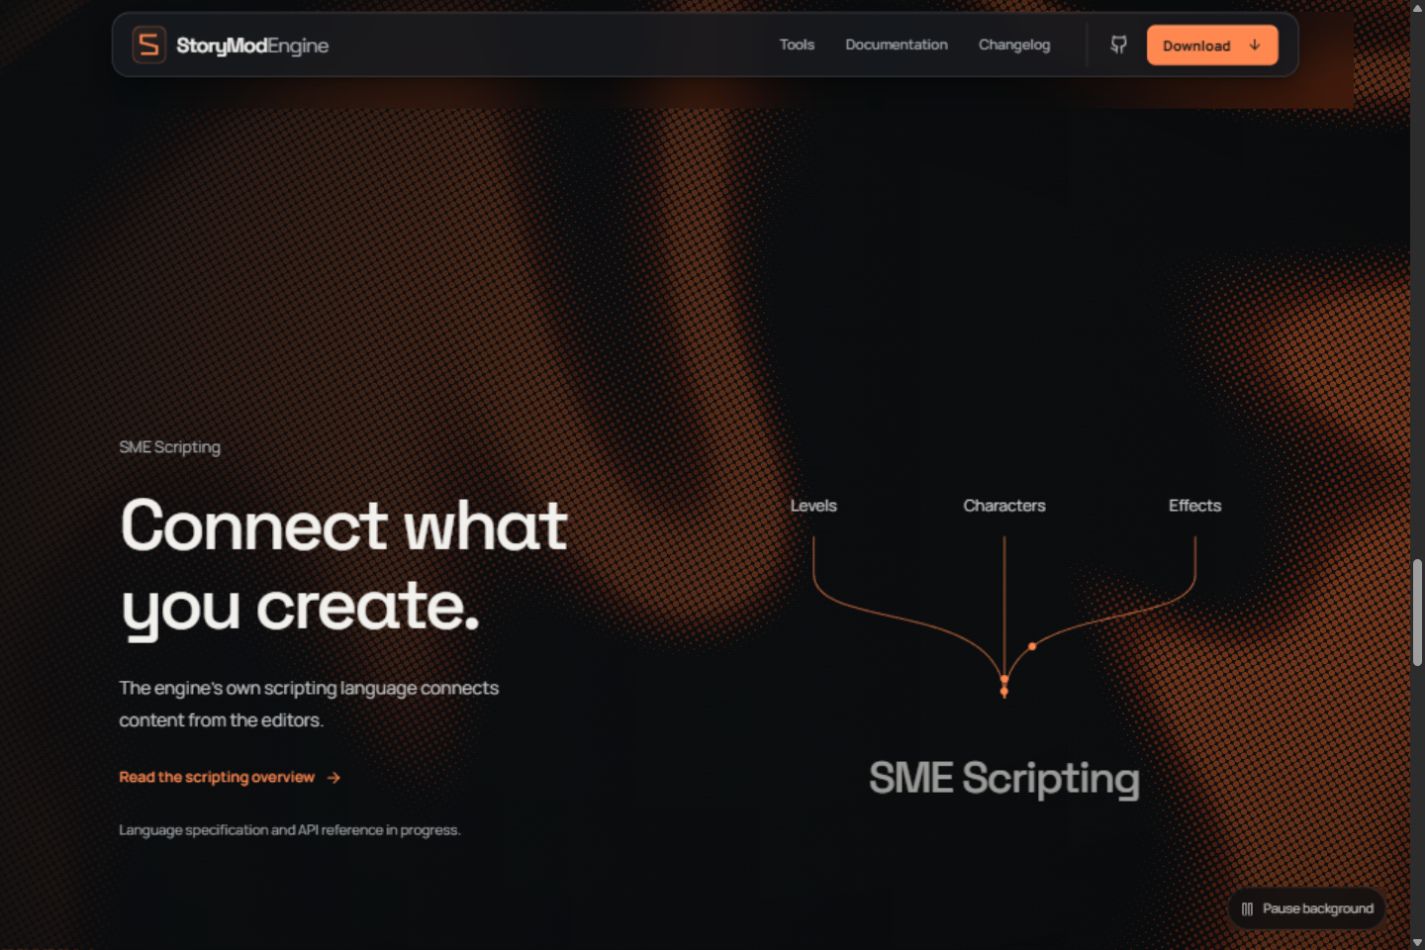 StoryModEngine
Tools
Documentation
Changelog
Download
SME Scripting
Connect what
you create.
The engine's own scripting language connects
content from the editors.
Read the scripting overview
Language specification and API reference in progress.
Levels
Characters
Effects
SME Scripting
Pause background